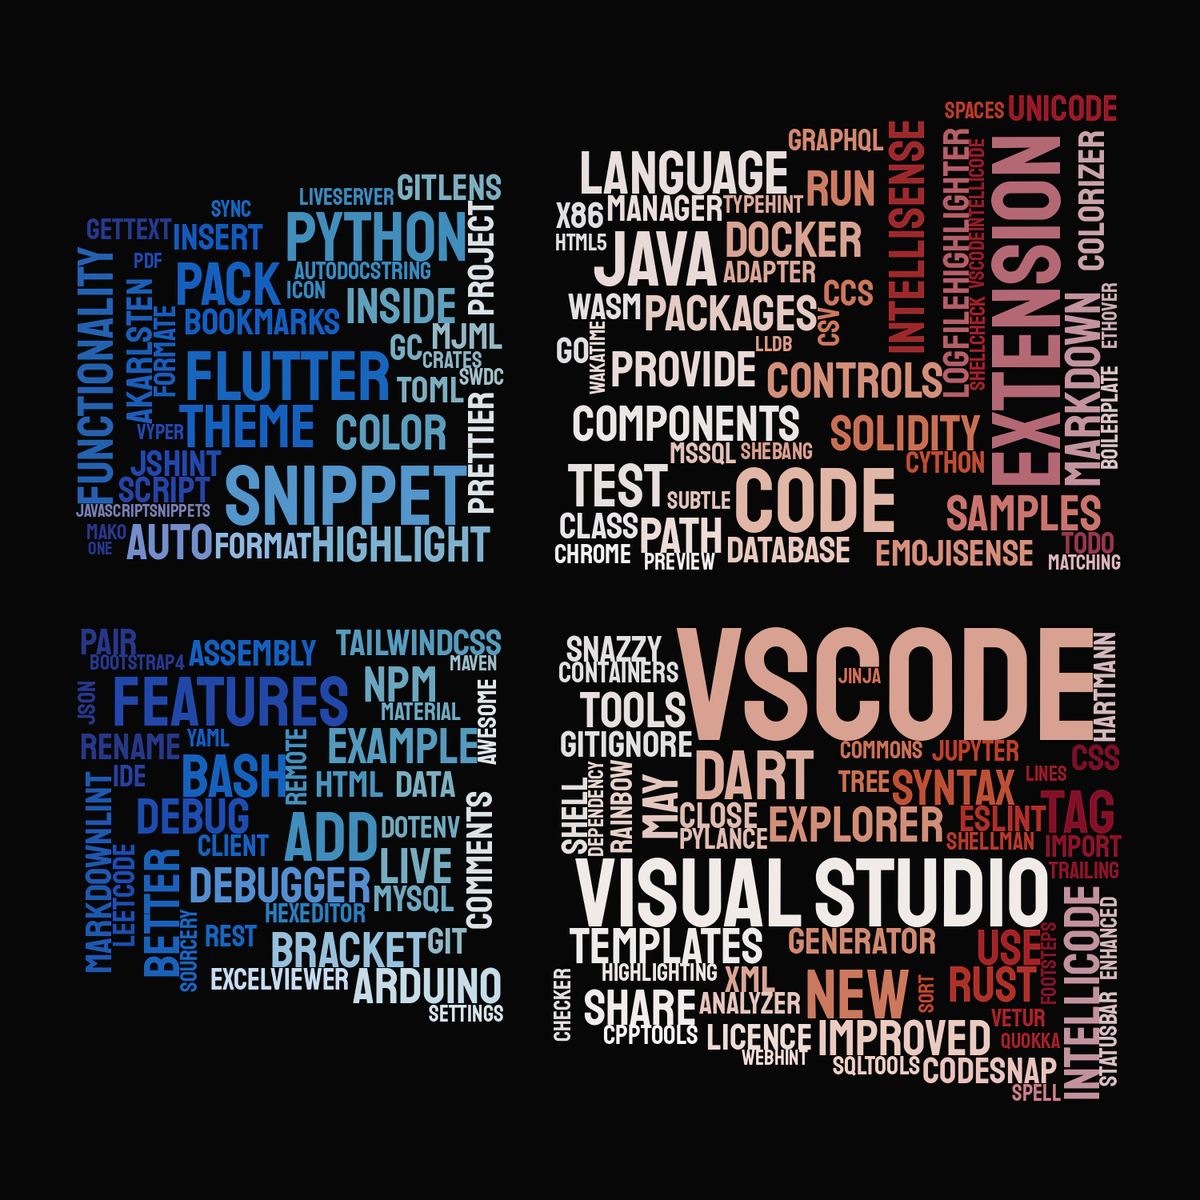 LIVESERVER
GITLENS
SYNC
GETTEXT
INSERT
PYTHON
PROJECT
PDF
PACK
AUTODOCSTRING
ICON
INSIDE
FUNCTIONALITY
AKARLSTEN
FORMATE
BOOKMARKS
MJML
GC
CRATES
SWDC
FLUTTER
TOML
VYPER
THEME
COLOR
PRETTIER
JSHINT
SCRIPT
SNIPPET
JAVASCRIPTSNIPPETS
MAKO
ONE
AUTO
FORMAT
HIGHLIGHT
SPACES
UNICODE
GRAPHQL
LANGUAGE
RUN
INTELLISENSE
LOGFILEHIGHLIGHTER
VSCODEINTELLICODE
EXTENSION
COLORIZER
X86
MANAGER
TYPEHINT
HTML5
JAVA
DOCKER
ADAPTER
WASM
PACKAGES
CCS
CSV
SHELLCHECK
MARKDOWN
ETHOVER
GO
WAKATIME
LLDB
PROVIDE
CONTROLS
BOILERPLATE
COMPONENTS
SOLIDITY
MSSQL
SHEBANG
CYTHON
TEST
SUBTLE
CODE
SAMPLES
CLASS
PATH
CHROME
PREVIEW
DATABASE
EMOJISENSE
TODO
MATCHING
PAIR
BOOTSTRAP4
ASSEMBLY
TAILWINDCSS
MAVEN
JSON
FEATURES
NPM
MATERIAL
AWESOME
RENAME
YAML
REMOTE
EXAMPLE
IDE
BASH
HTML
DATA
MARKDOWNLINT
DEBUG
CLIENT
ADD
DOTENV
COMMENTS
LEETCODE
BETTER
DEBUGGER
LIVE
MYSQL
HEXEDITOR
SOURCERY
REST
BRACKET
GIT
EXCELVIEWER
ARDUINO
SETTINGS
SNAZZY
CONTAINERS
VSCODE
JINJA
HARTMANN
TOOLS
GITIGNORE
COMMONS
JUPYTER
CSS
SHELL
DEPENDENCY
RAINBOW
MAY
DART
TREE
SYNTAX
LINES
CLOSE
PYLANCE
EXPLORER
ESLINT
TAG
SHELLMAN
IMPORT
TRAILING
VISUAL STUDIO
INTELLICODE
ENHANCED
TEMPLATES
GENERATOR
USE
FOOTSTEPS
HIGHLIGHTING
XML
CHECKER
SHARE
ANALYZER
NEW
SORT
RUST
CPPTOOLS
LICENCE
IMPROVED
VETUR
QUOKKA
STATUSBAR
WEBHINT
SQLTOOLS
CODESNAP
SPELL